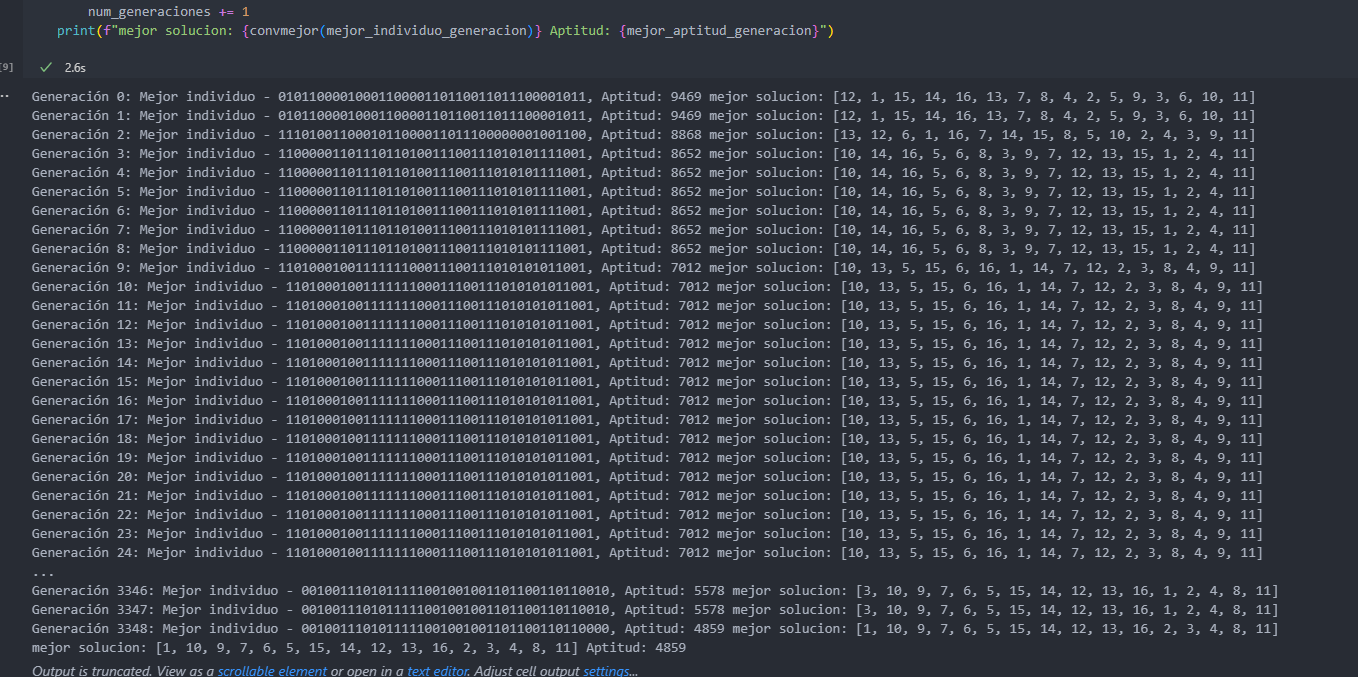 num_generaciones += 1
print(f"mejor solucion: {convmejor(mejor_individuo_generacion)} Aptitud: {mejor_aptitud_generacion}")
[9] 2.6s
Generación 0: Mejor individuo - 0101100001000110000110110011011100001011, Aptitud: 9469 mejor solucion: [12, 1, 15, 14, 16, 13, 7, 8, 4, 2, 5, 9, 3, 6, 10, 11]
Generación 1: Mejor individuo - 0101100001000110000110110011011100001011, Aptitud: 9469 mejor solucion: [12, 1, 15, 14, 16, 13, 7, 8, 4, 2, 5, 9, 3, 6, 10, 11]
Generación 2: Mejor individuo - 11101001100010110000110111000000010​01100, Aptitud: 8868 mejor solucion: [13, 12, 6, 1, 16, 7, 14, 15, 8, 5, 10, 2, 4, 3, 9, 11]
Generación 3: Mejor individuo - 11000001101110110100111001110101011​11001, Aptitud: 8652 mejor solucion: [10, 14, 16, 5, 6, 8, 3, 9, 7, 12, 13, 15, 1, 2, 4, 11]
Generación 4: Mejor individuo - 1100000110111011010011100111010101111001, Aptitud: 8652 mejor solucion: [10, 14, 16, 5, 6, 8, 3, 9, 7, 12, 13, 15, 1, 2, 4, 11]
Generación 5: Mejor individuo - 1100000110111011010011100111010101111001, Aptitud: 8652 mejor solucion: [10, 14, 16, 5, 6, 8, 3, 9, 7, 12, 13, 15, 1, 2, 4, 11]
Generación 6: Mejor individuo - 1100000110111011010011100111010101111001, Aptitud: 8652 mejor solucion: [10, 14, 16, 5, 6, 8, 3, 9, 7, 12, 13, 15, 1, 2, 4, 11]
Generación 7: Mejor individuo - 1100000110111011010011100111010101111001, Aptitud: 8652 mejor solucion: [10, 14, 16, 5, 6, 8, 3, 9, 7, 12, 13, 15, 1, 2, 4, 11]
Generación 8: Mejor individuo - 1100000110111011010011100111010101111001, Aptitud: 8652 mejor solucion: [10, 14, 16, 5, 6, 8, 3, 9, 7, 12, 13, 15, 1, 2, 4, 11]
Generación 9: Mejor individuo - 1101000100111111100011100111010101011001, Aptitud: 7012 mejor solucion: [10, 13, 5, 15, 6, 16, 1, 14, 7, 12, 2, 3, 8, 4, 9, 11]
Generación 10: Mejor individuo - 1101000100111111100011100111010101011001, Aptitud: 7012 mejor solucion: [10, 13, 5, 15, 6, 16, 1, 14, 7, 12, 2, 3, 8, 4, 9, 11]
Generación 11: Mejor individuo - 1101000100111111100011100111010101011001, Aptitud: 7012 mejor solucion: [10, 13, 5, 15, 6, 16, 1, 14, 7, 12, 2, 3, 8, 4, 9, 11]
Generación 12: Mejor individuo - 1101000100111111100011100111010101011001, Aptitud: 7012 mejor solucion: [10, 13, 5, 15, 6, 16, 1, 14, 7, 12, 2, 3, 8, 4, 9, 11]
Generación 13: Mejor individuo - 1101000100111111100011100111010101011001, Aptitud: 7012 mejor solucion: [10, 13, 5, 15, 6, 16, 1, 14, 7, 12, 2, 3, 8, 4, 9, 11]
Generación 14: Mejor individuo - 1101000100111111100011100111010101011001, Aptitud: 7012 mejor solucion: [10, 13, 5, 15, 6, 16, 1, 14, 7, 12, 2, 3, 8, 4, 9, 11]
Generación 15: Mejor individuo - 1101000100111111100011100111010101011001, Aptitud: 7012 mejor solucion: [10, 13, 5, 15, 6, 16, 1, 14, 7, 12, 2, 3, 8, 4, 9, 11]
Generación 16: Mejor individuo - 1101000100111111100011100111010101011001, Aptitud: 7012 mejor solucion: [10, 13, 5, 15, 6, 16, 1, 14, 7, 12, 2, 3, 8, 4, 9, 11]
Generación 17: Mejor individuo - 1101000100111111100011100111010101011001, Aptitud: 7012 mejor solucion: [10, 13, 5, 15, 6, 16, 1, 14, 7, 12, 2, 3, 8, 4, 9, 11]
Generación 18: Mejor individuo - 1101000100111111100011100111010101011001, Aptitud: 7012 mejor solucion: [10, 13, 5, 15, 6, 16, 1, 14, 7, 12, 2, 3, 8, 4, 9, 11]
Generación 19: Mejor individuo - 1101000100111111100011100111010101011001, Aptitud: 7012 mejor solucion: [10, 13, 5, 15, 6, 16, 1, 14, 7, 12, 2, 3, 8, 4, 9, 11]
Generación 20: Mejor individuo - 1101000100111111100011100111010101011001, Aptitud: 7012 mejor solucion: [10, 13, 5, 15, 6, 16, 1, 14, 7, 12, 2, 3, 8, 4, 9, 11]
Generación 21: Mejor individuo - 1101000100111111100011100111010101011001, Aptitud: 7012 mejor solucion: [10, 13, 5, 15, 6, 16, 1, 14, 7, 12, 2, 3, 8, 4, 9, 11]
Generación 22: Mejor individuo - 1101000100111111100011100111010101011001, Aptitud: 7012 mejor solucion: [10, 13, 5, 15, 6, 16, 1, 14, 7, 12, 2, 3, 8, 4, 9, 11]
Generación 23: Mejor individuo - 1101000100111111100011100111010101011001, Aptitud: 7012 mejor solucion: [10, 13, 5, 15, 6, 16, 1, 14, 7, 12, 2, 3, 8, 4, 9, 11]
Generación 24: Mejor individuo - 1101000100111111100011100111010101011001, Aptitud: 7012 mejor solucion: [10, 13, 5, 15, 6, 16, 1, 14, 7, 12, 2, 3, 8, 4, 9, 11]
...
Generación 3346: Mejor individuo - 0010011101011111001001001101100110110010, Aptitud: 5578 mejor solucion: [3, 10, 9, 7, 6, 5, 15, 14, 12, 13, 16, 1, 2, 4, 8, 11]
Generación 3347: Mejor individuo - 0010011101011111001001001101100110110010, Aptitud: 5578 mejor solucion: [3, 10, 9, 7, 6, 5, 15, 14, 12, 13, 16, 1, 2, 4, 8, 11]
Generación 3348: Mejor individuo - 0010011101011111001001001101100110110000, Aptitud: 4859 mejor solucion: [1, 10, 9, 7, 6, 5, 15, 14, 12, 13, 16, 2, 3, 4, 8, 11]
mejor solucion: [1, 10, 9, 7, 6, 5, 15, 14, 12, 13, 16, 2, 3, 4, 8, 11] Aptitud: 4859
Output is truncated. View as a scrollable element or open in a text editor. Adjust cell output settings...